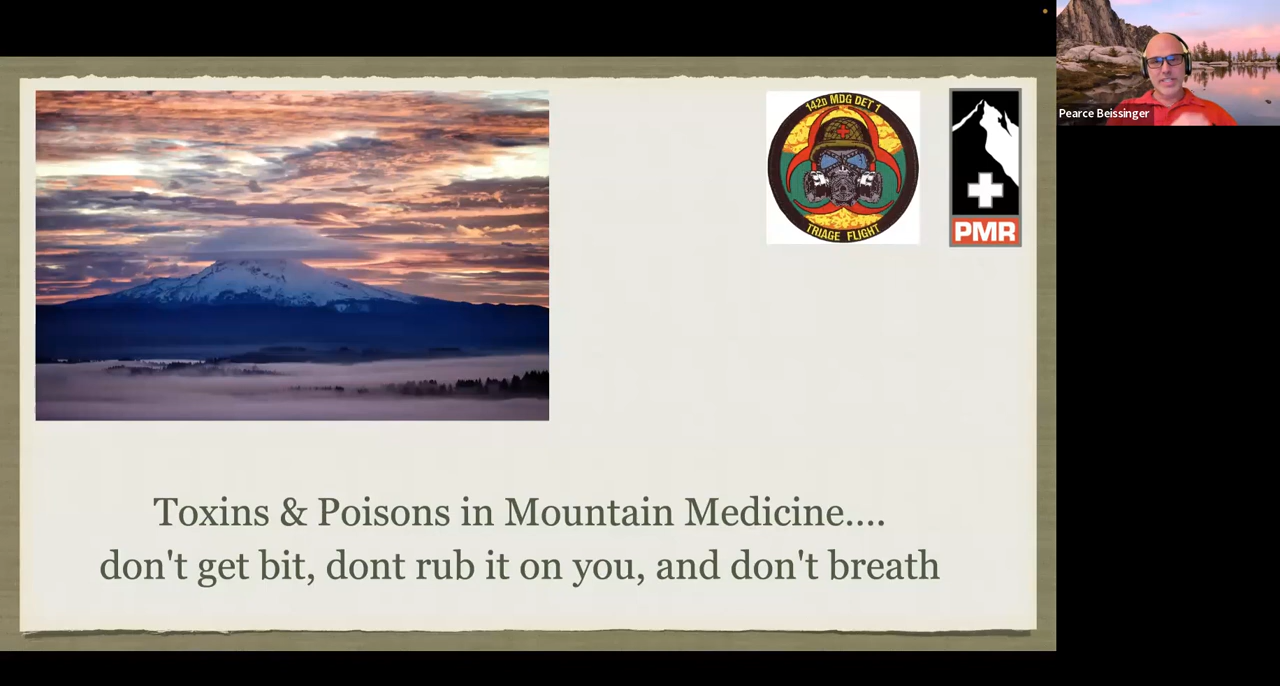 Pearce Beissinger
142D MDG DET 1
TRIAGE FLIGHT
PMR
Toxins & Poisons in Mountain Medicine....
don't get bit, dont rub it on you, and don't breath